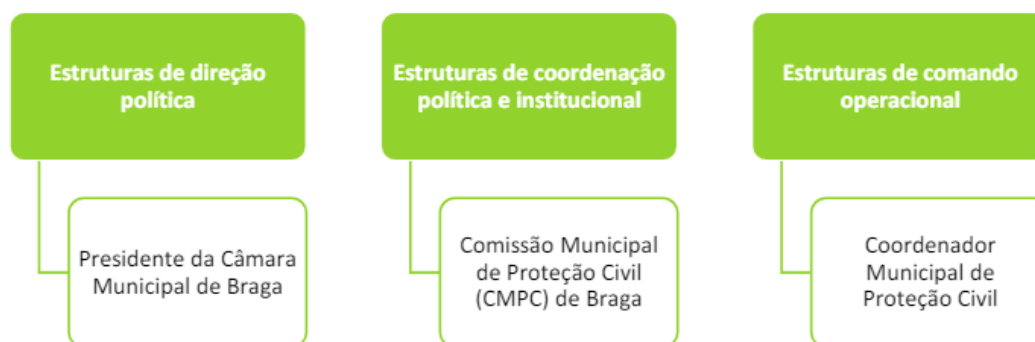 Estruturas de direção
política
Estruturas de coordenação
política e institucional
Estruturas de comando
operacional
Presidente da Câmara
Municipal de Braga
Comissão Municipal
de Proteção Civil
(CMPC) de Braga
Coordenador
Municipal de
Proteção Civil